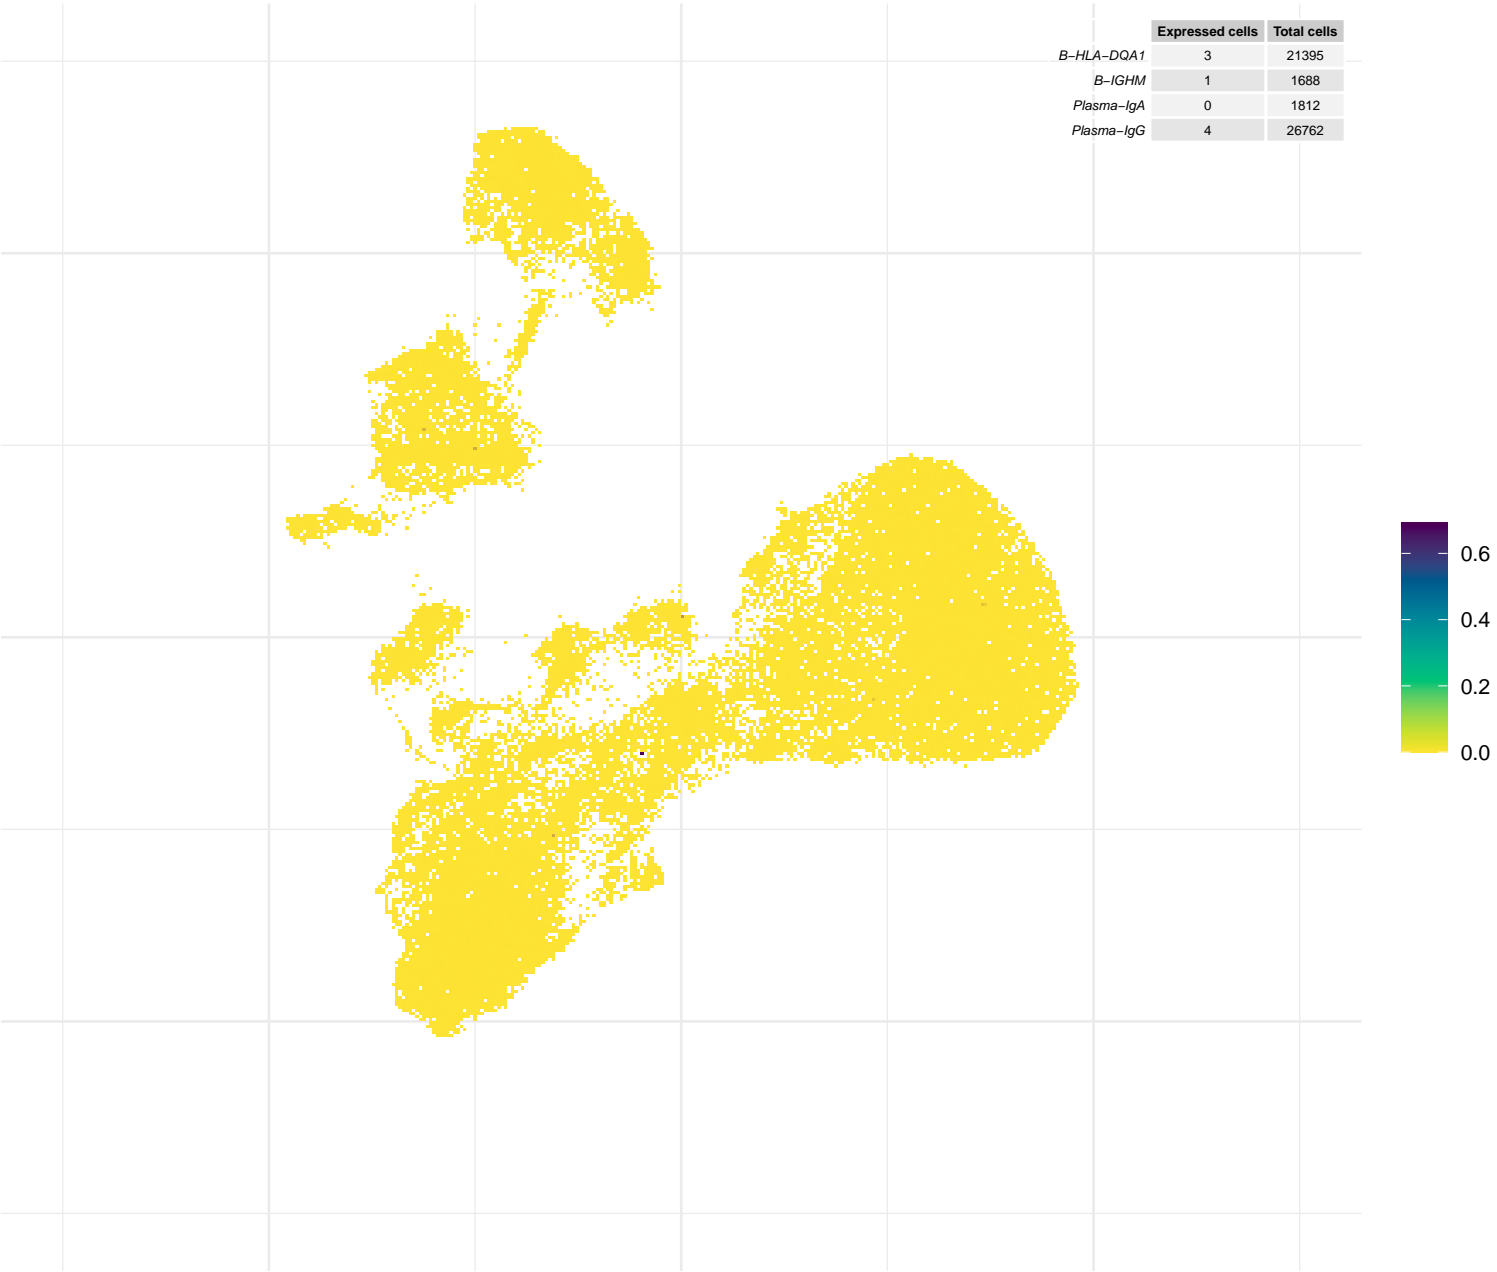 Expressed cells Total cells
B−HLA−DQA1 3 21395
B−IGHM 1 1688
Plasma−IgA 0 1812
Plasma−IgG 4 26762
0.6
0.4
0.2
0.0